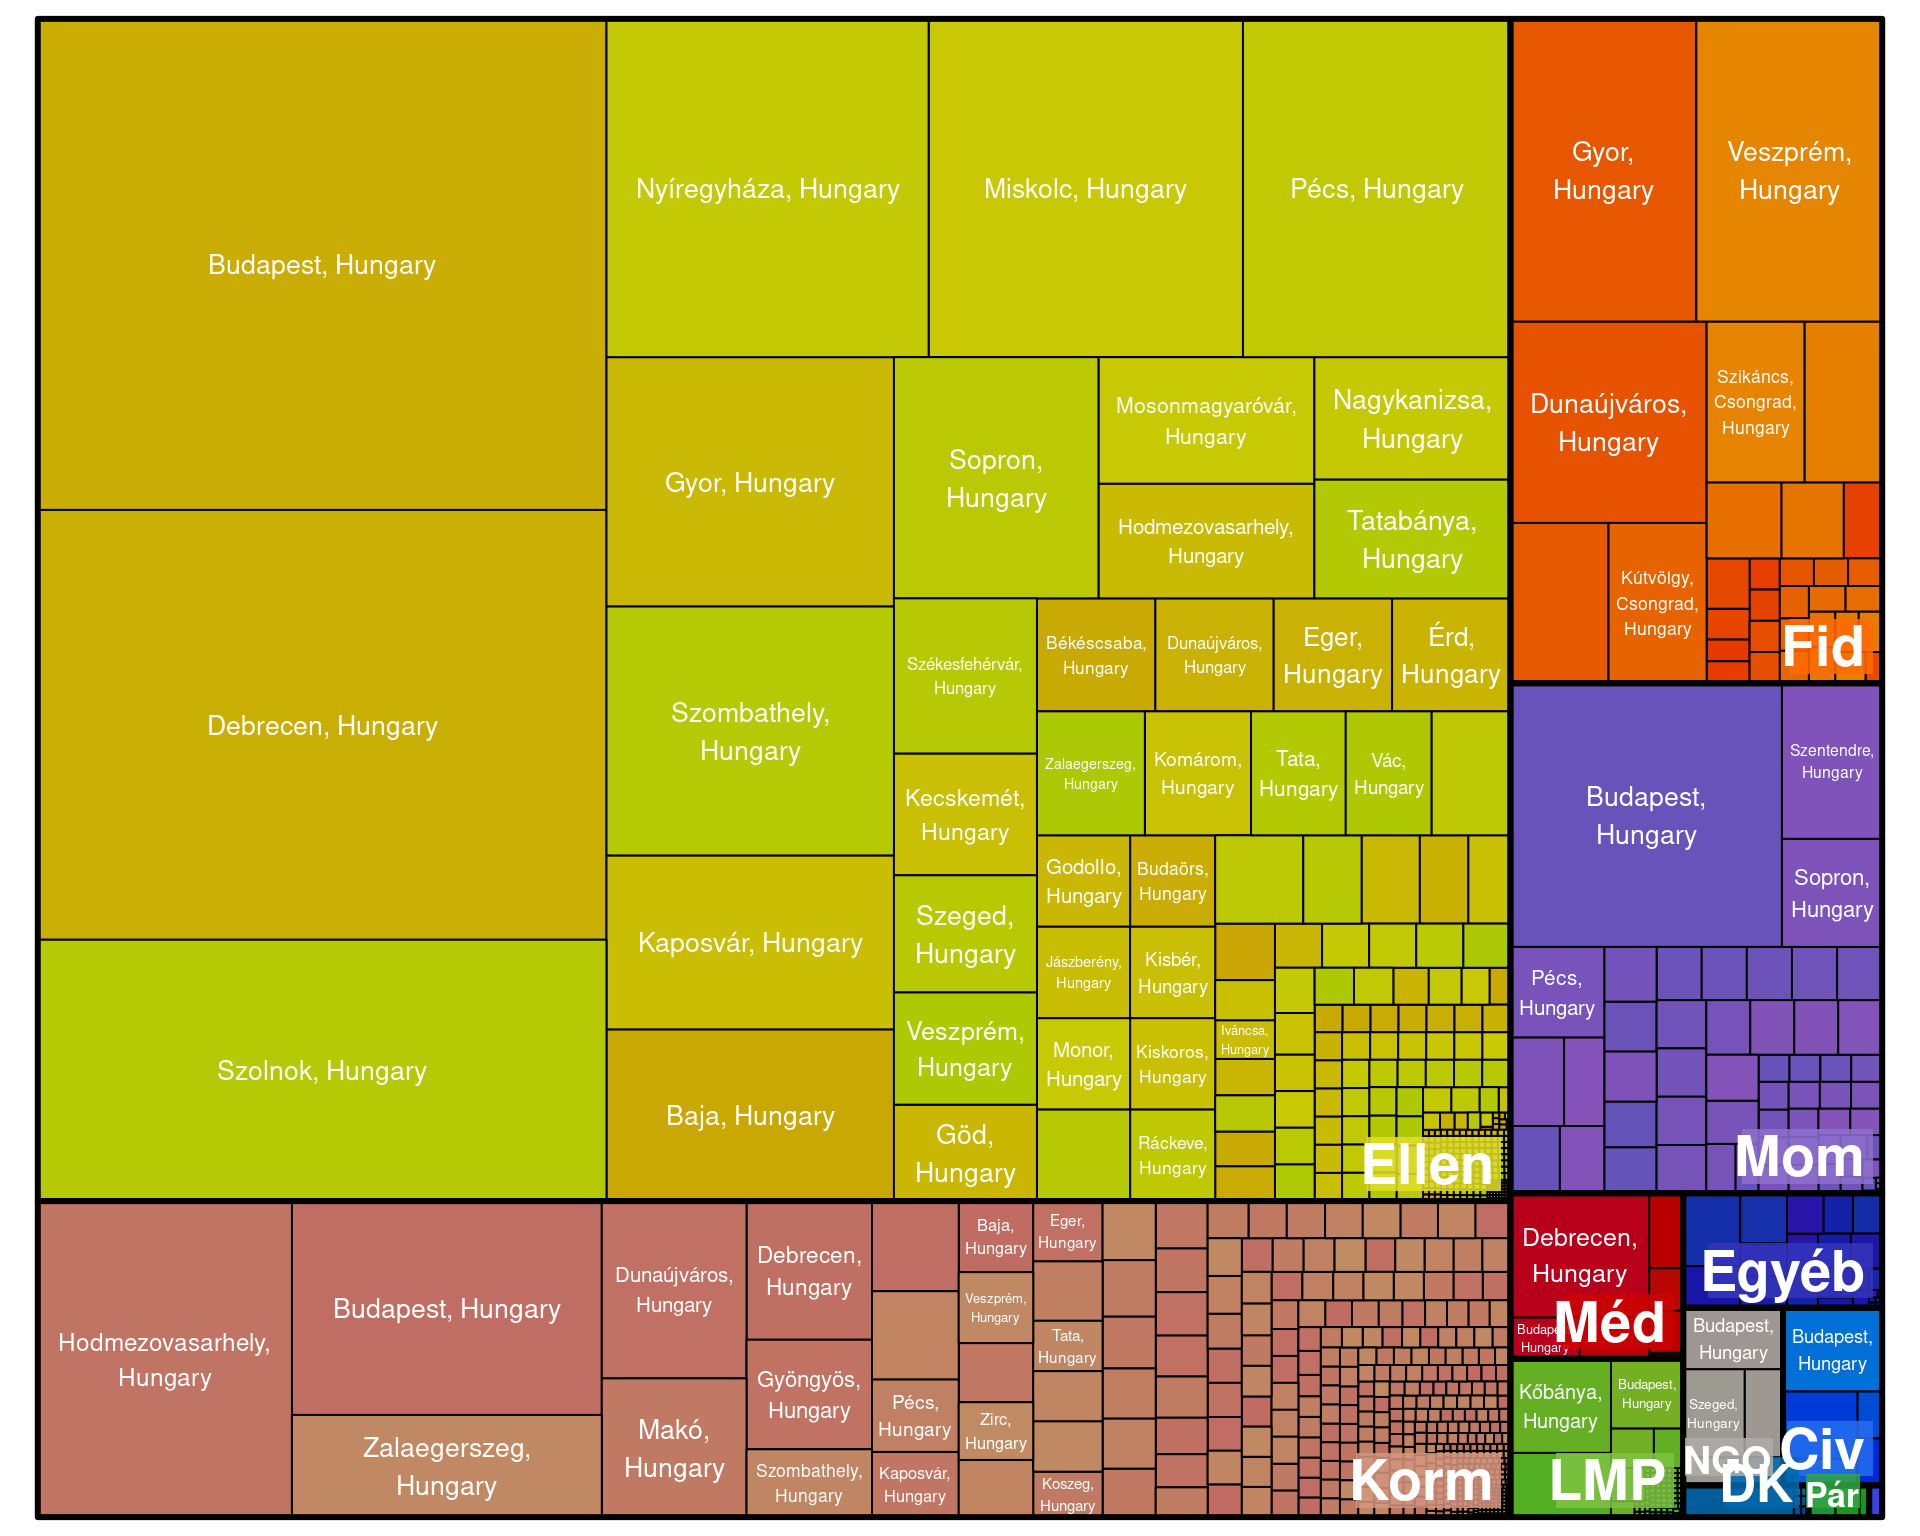 Budapest, Hungary
Debrecen, Hungary
Szolnok, Hungary
Nyíregyháza, Hungary
Miskolc, Hungary
Pécs, Hungary
Gyor, Hungary
Szombathely,
Hungary
Kaposvár, Hungary
Baja, Hungary
Sopron,
Hungary
Mosonmagyaróvár,
Hungary
Hodmezovasarhely,
Hungary
Nagykanizsa,
Hungary
Tatabánya,
Hungary
Székesfehérvár,
Hungary
Kecskemét,
Hungary
Szeged,
Hungary
Veszprém,
Hungary
Göd,
Hungary
Békéscsaba,
Hungary
Dunaújváros,
Hungary
Eger,
Hungary
Érd,
Hungary
Zalaegerszeg,
Hungary
Komárom,
Hungary
Tata,
Hungary
Vác,
Hungary
Godollo,
Hungary
Budaörs,
Hungary
Jászberény,
Hungary
Kisbér,
Hungary
Monor,
Hungary
Kiskoros,
Hungary
Ráckeve,
Hungary
Iváncsa,
Hungary
Ellen
Gyor,
Hungary
Veszprém,
Hungary
Dunaújváros,
Hungary
Szikáncs,
Csongrad,
Hungary
Kútvölgy,
Csongrad,
Hungary
Fid
Budapest,
Hungary
Szentendre,
Hungary
Sopron,
Hungary
Pécs,
Hungary
Mom
Hodmezovasarhely,
Hungary
Budapest, Hungary
Zalaegerszeg,
Hungary
Dunaújváros,
Hungary
Makó,
Hungary
Debrecen,
Hungary
Gyöngyös,
Hungary
Szombathely,
Hungary
Pécs,
Hungary
Kaposvár,
Hungary
Baja,
Hungary
Veszprém,
Hungary
Zirc,
Hungary
Eger,
Hungary
Tata,
Hungary
Koszeg,
Hungary
Korm
Debrecen,
Hungary
Budapest,
Hungary
Méd
Egyéb
Kőbánya,
Hungary
Budapest,
Hungary
LMP
Budapest,
Hungary
Szeged,
Hungary
NGO
Budapest,
Hungary
Civ
DK
Pár